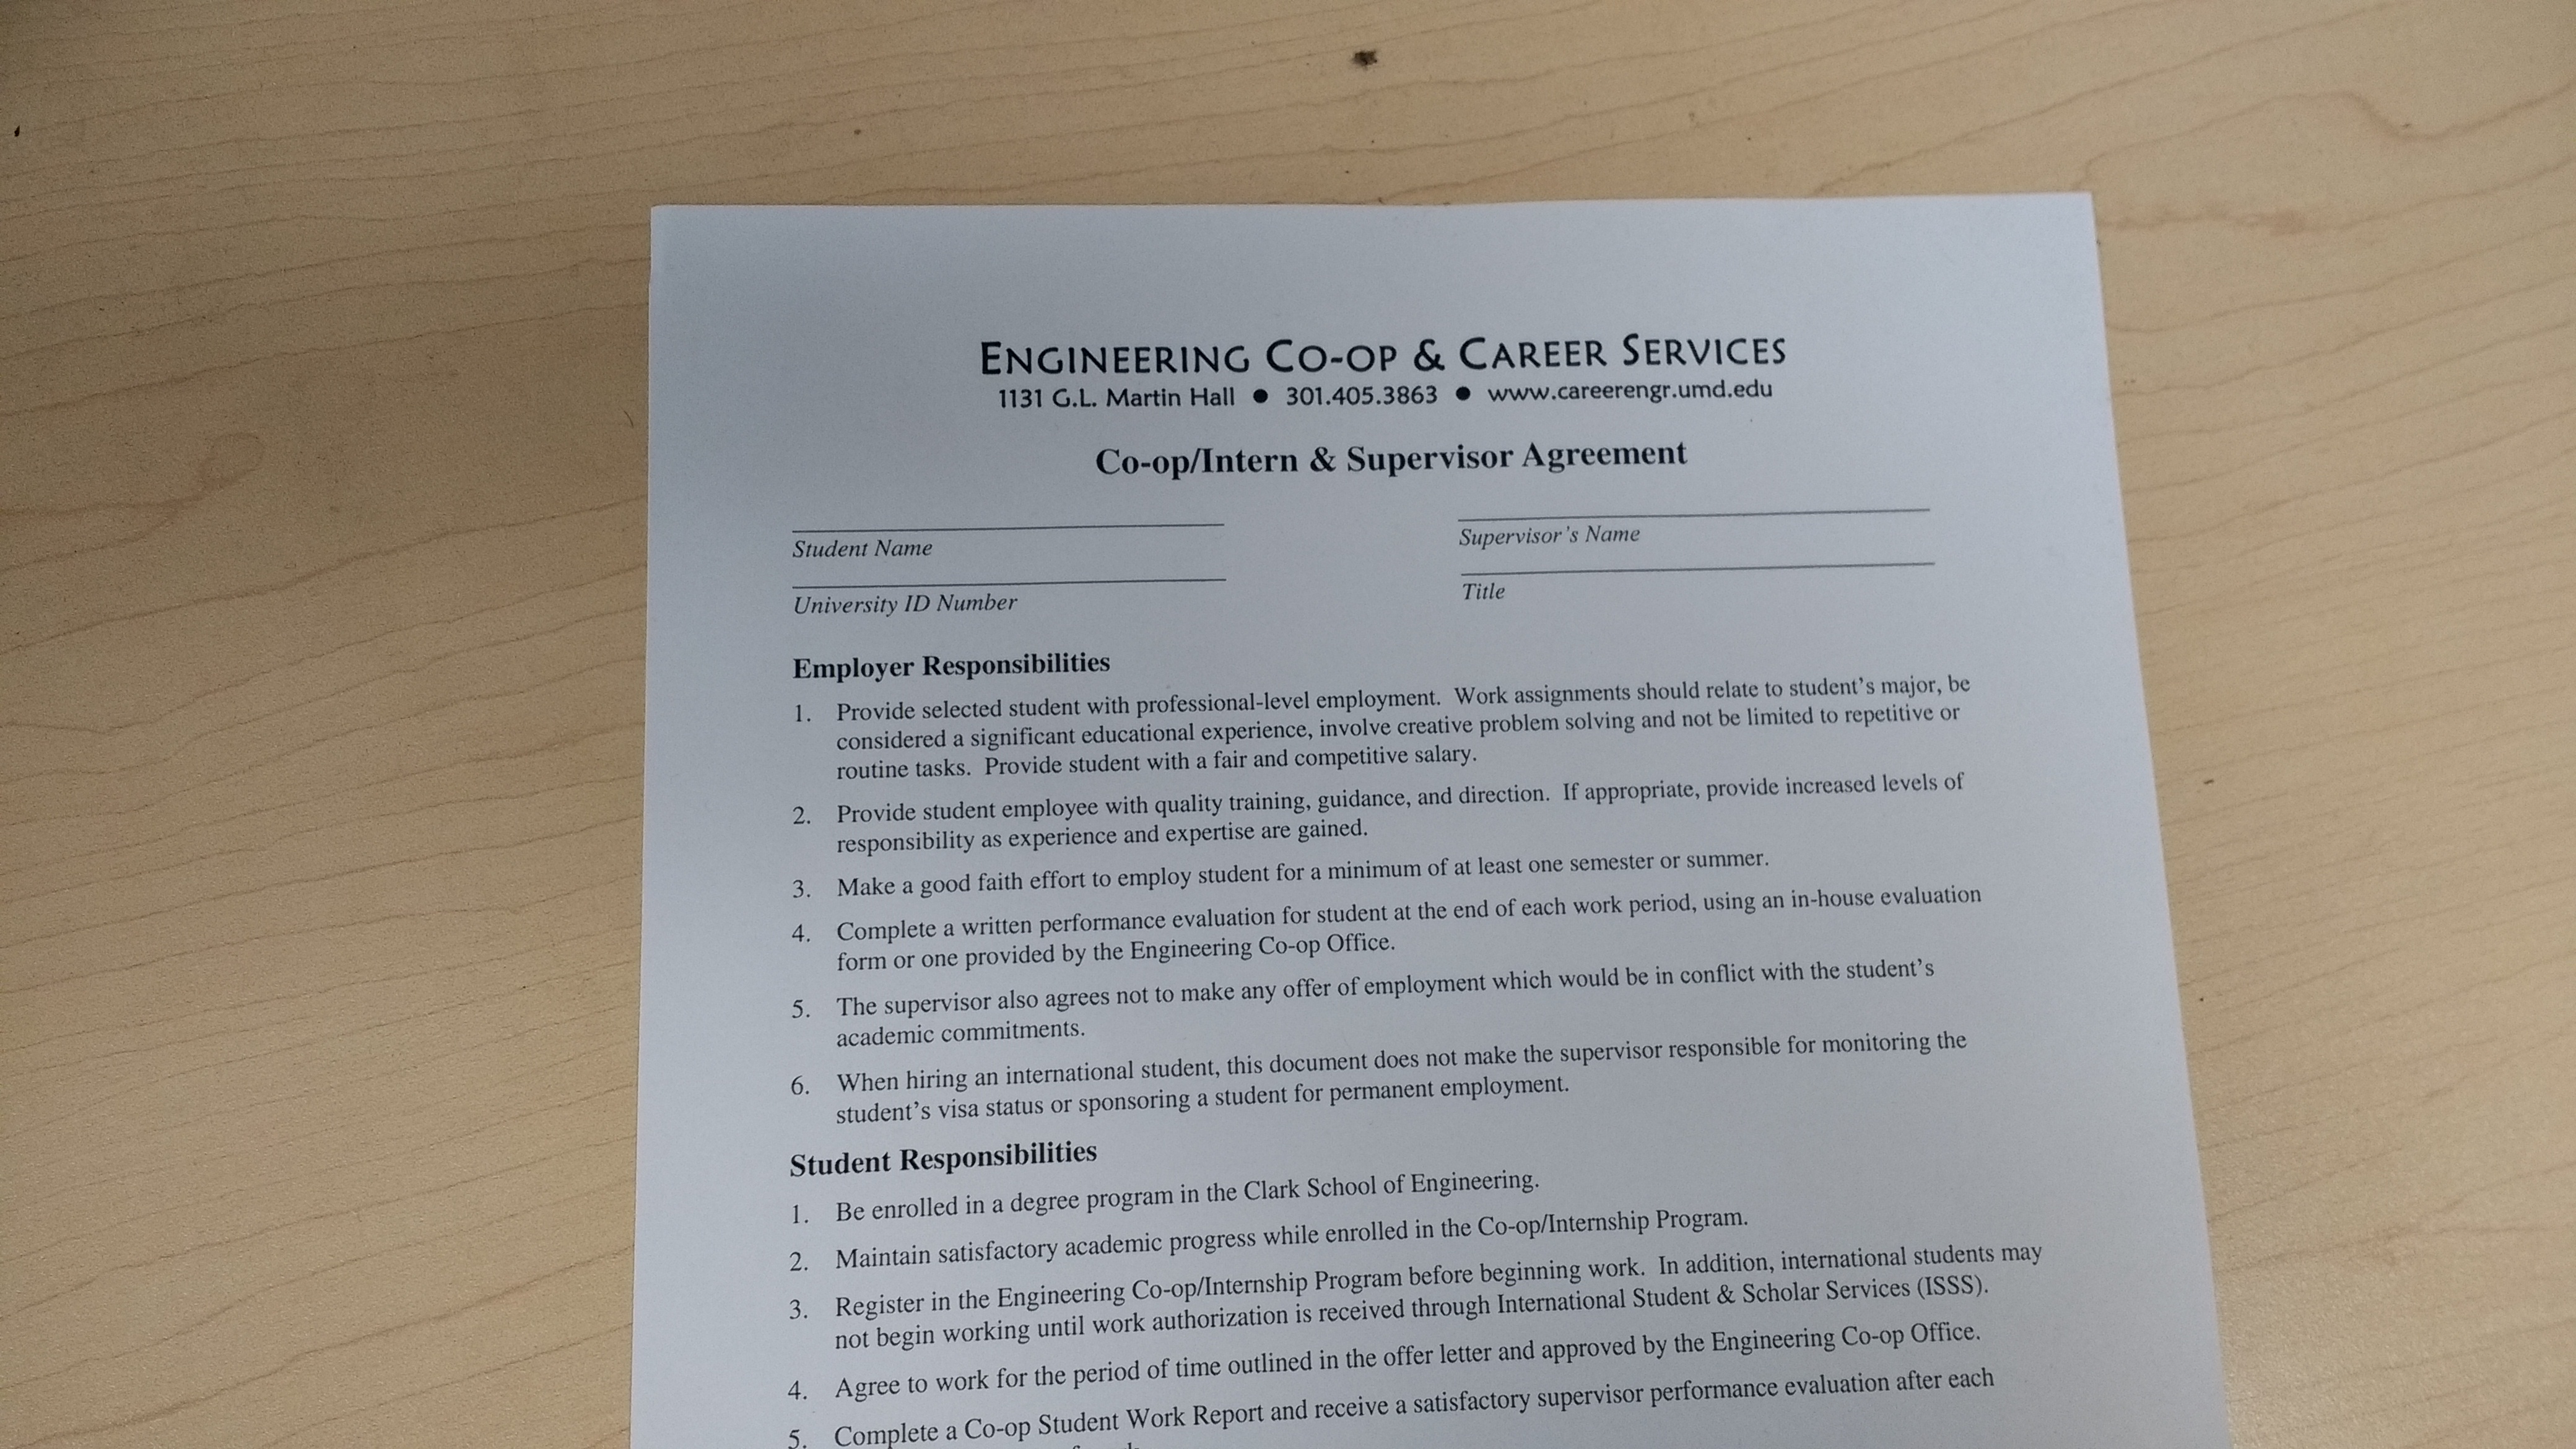 ENGINEERING CO-OP & CAREER SERVICES
1131 G.L. Martin Hall ● 301.405.3863 ● www.careerengr.umd.edu
Co-op/Intern & Supervisor Agreement
Student Name
Supervisor's Name
University ID Number
Title
Employer Responsibilities
1. Provide selected student with professional-level employment. Work assignments should relate to student's major, be
considered a significant educational experience, involve creative problem solving and not be limited to repetitive or
routine tasks. Provide student with a fair and competitive salary.
2. Provide student employee with quality training, guidance, and direction. If appropriate, provide increased levels of
responsibility as experience and expertise are gained.
3. Make a good faith effort to employ student for a minimum of at least one semester or summer.
4. Complete a written performance evaluation for student at the end of each work period, using an in-house evaluation
form or one provided by the Engineering Co-op Office.
5. The supervisor also agrees not to make any offer of employment which would be in conflict with the student's
academic commitments.
6. When hiring an international student, this document does not make the supervisor responsible for monitoring the
student's visa status or sponsoring a student for permanent employment.
Student Responsibilities
1. Be enrolled in a degree program in the Clark School of Engineering.
2. Maintain satisfactory academic progress while enrolled in the Co-op/Internship Program.
3. Register in the Engineering Co-op/Internship Program before beginning work. In addition, international students may
not begin working until work authorization is received through International Student & Scholar Services (ISSS).
4. Agree to work for the period of time outlined in the offer letter and approved by the Engineering Co-op Office.
5. Complete a Co-op Student Work Report and receive a satisfactory supervisor performance evaluation after each